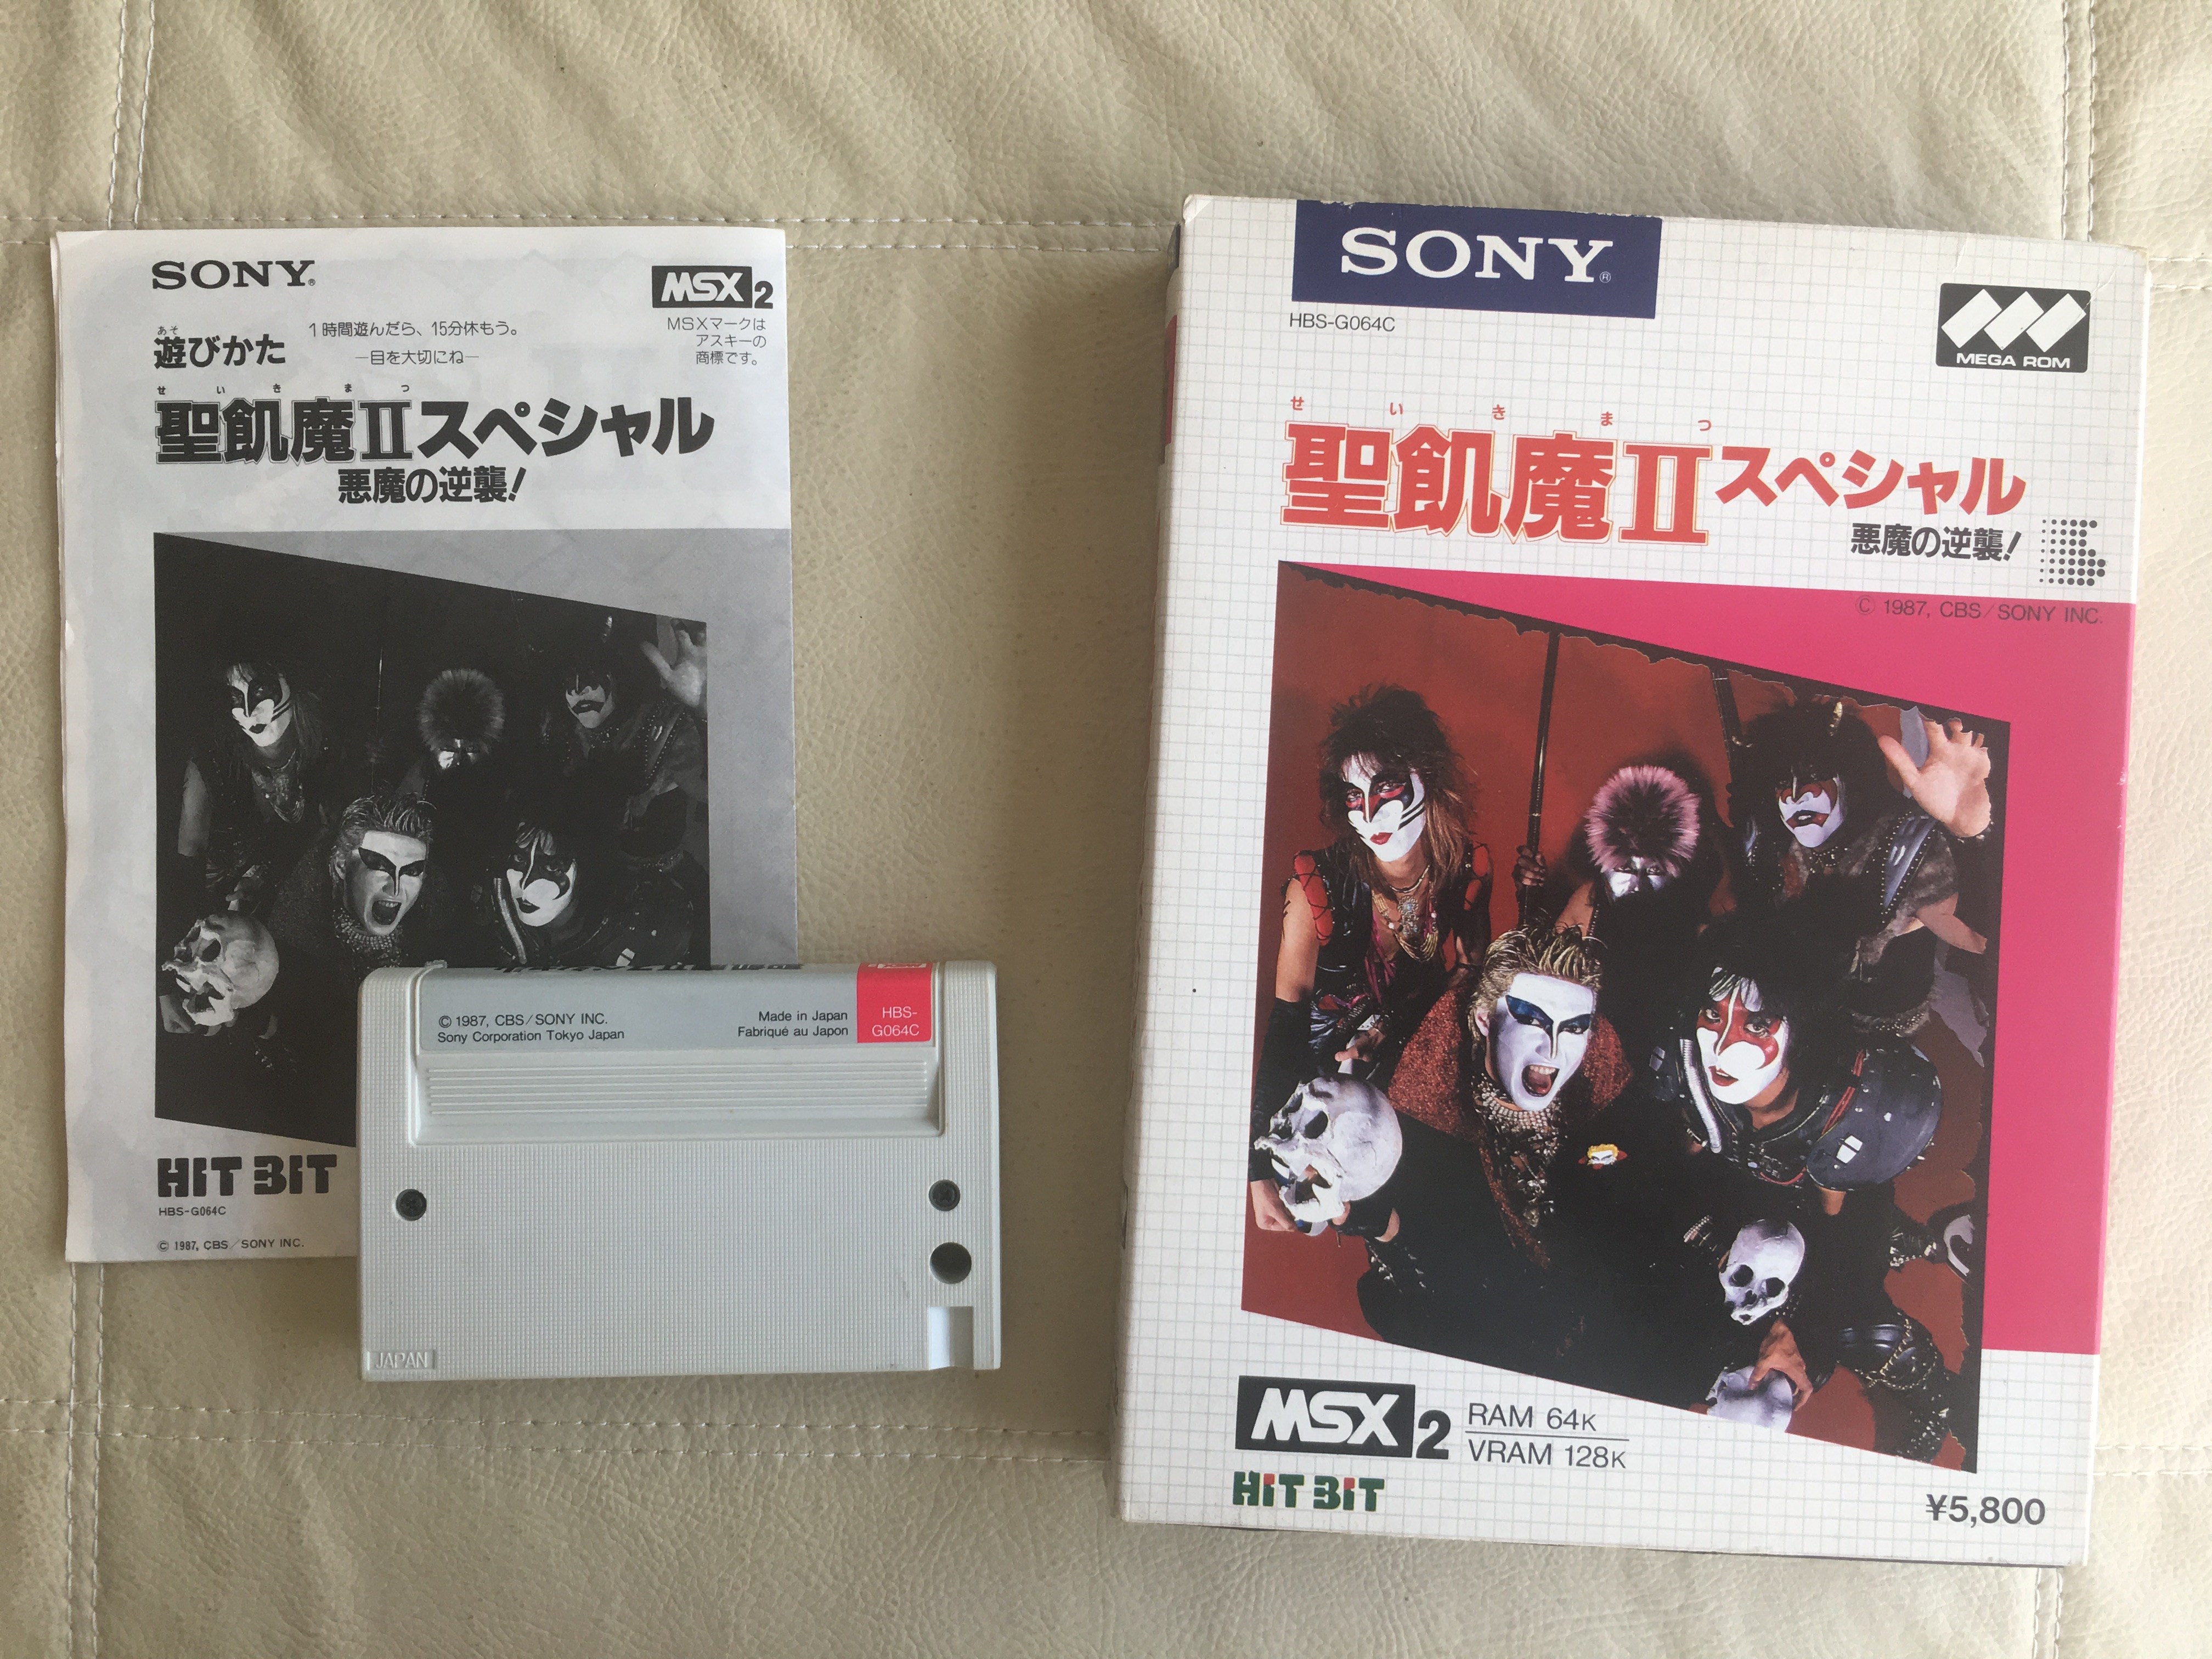 SONY®
MSX2
あそ
遊びかた
1時間遊んだら、15分休もう。
—目を大切にね—
MSXマークは
アスキーの
商標です。
せいきまつ
聖飢魔IIスペシャル
悪魔の逆襲!
HIT BIT
HBS-G064C
© 1987, CBS/SONY INC.
© 1987, CBS/SONY INC.
Sony Corporation Tokyo Japan
Made in Japan
Fabriqué au Japon
HBS-
G064C
JAPAN
SONY®
HBS-G064C
MEGA ROM
せいきまつ
聖飢魔IIスペシャル
悪魔の逆襲!
© 1987, CBS/SONY INC.
MSX2
RAM 64K
VRAM 128K
HIT BIT
¥5,800